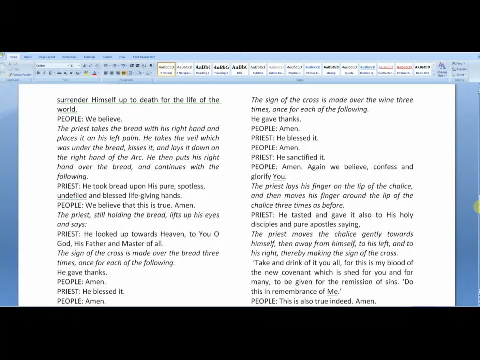 surrender Himself up to death for the life of the
world.
PEOPLE: We believe.
The priest takes the bread with his right hand and
places it on his left palm. He takes the veil which
was under the bread, kisses it, and lays it down on
the right hand of the Arc. He then puts his right
hand over the bread, and continues with the
following.
PRIEST: He took bread upon His pure, spotless,
undefiled and blessed life-giving hands.
PEOPLE: We believe that this is true. Amen.
The priest, still holding the bread, lifts up his eyes
and says:
PRIEST: He looked up towards Heaven, to You O
God, His Father and Master of all.
The sign of the cross is made over the bread three
times, once for each of the following.
He gave thanks.
PEOPLE: Amen.
PRIEST: He blessed it.
PEOPLE: Amen.
The sign of the cross is made over the wine three
times, once for each of the following.
He gave thanks.
PEOPLE: Amen.
PRIEST: He blessed it.
PEOPLE: Amen.
PRIEST: He sanctified it.
PEOPLE: Amen. Again we believe, confess and
glorify You.
The priest lays his finger on the lip of the chalice,
and then moves his finger around the lip of the
chalice three times as before.
PRIEST: He tasted and gave it also to His holy
disciples and pure apostles saying,
The priest moves the chalice gently towards
himself, then away from himself, to his left, and to
his right, thereby making the sign of the cross.
'Take and drink of it you all, for this is my blood of
the new covenant which is shed for you and for
many, to be given for the remission of sins. 'Do
this in remembrance of Me.'
PEOPLE: This is also true indeed. Amen.